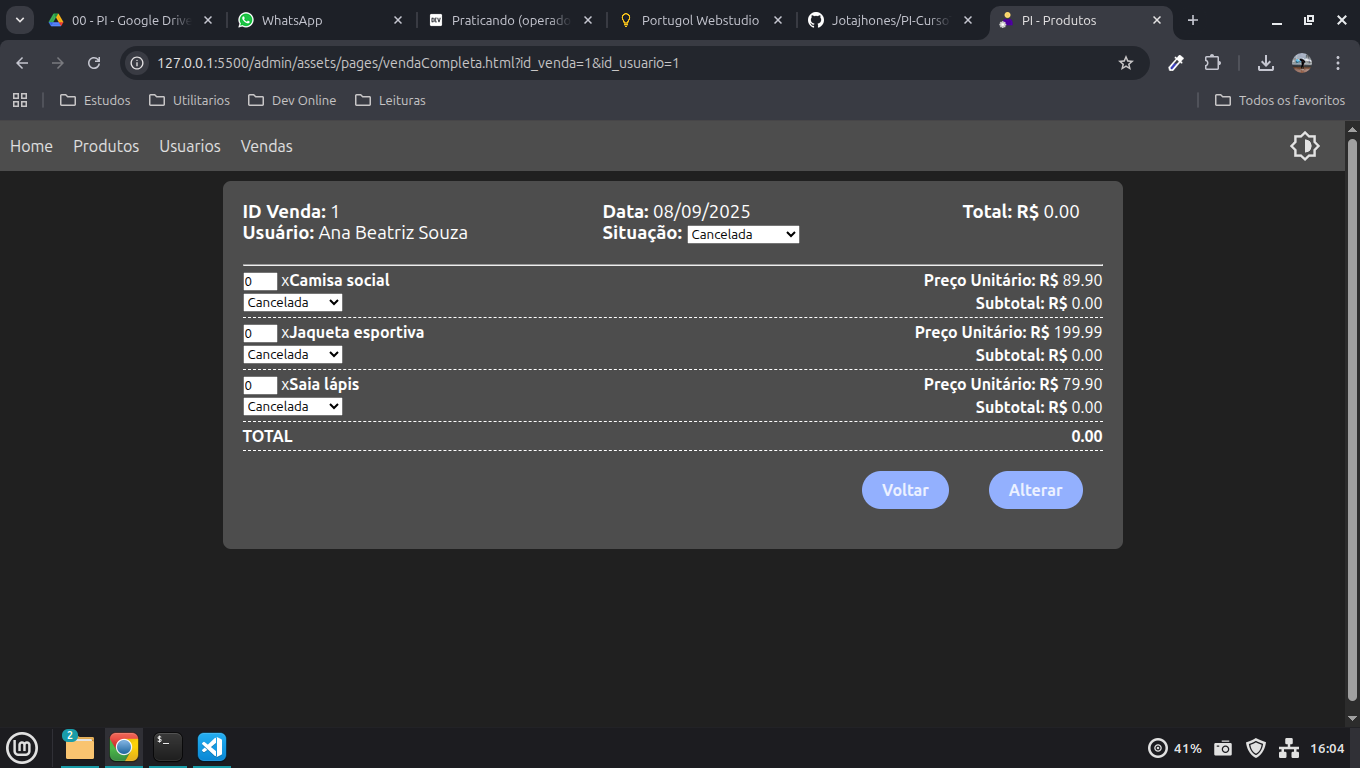 00 - PI - Google Drive
WhatsApp
Praticando (operado
Portugol Webstudio
Jotajhones/PI-Curso
PI - Produtos
127.0.0.1:5500/admin/assets/pages/vendaCompleta.html?id_venda=1&id_usuario=1
Estudos
Utilitarios
Dev Online
Leituras
Todos os favoritos
Home
Produtos
Usuarios
Vendas
ID Venda: 1
Data: 08/09/2025
Total: R$ 0.00
Usuário: Ana Beatriz Souza
Situação: Cancelada
0 xCamisa social
Preço Unitário: R$ 89.90
Cancelada
Subtotal: R$ 0.00
0 xJaqueta esportiva
Preço Unitário: R$ 199.99
Cancelada
Subtotal: R$ 0.00
0 xSaia lápis
Preço Unitário: R$ 79.90
Cancelada
Subtotal: R$ 0.00
TOTAL
0.00
Voltar
Alterar
2
$_
41%
16:04